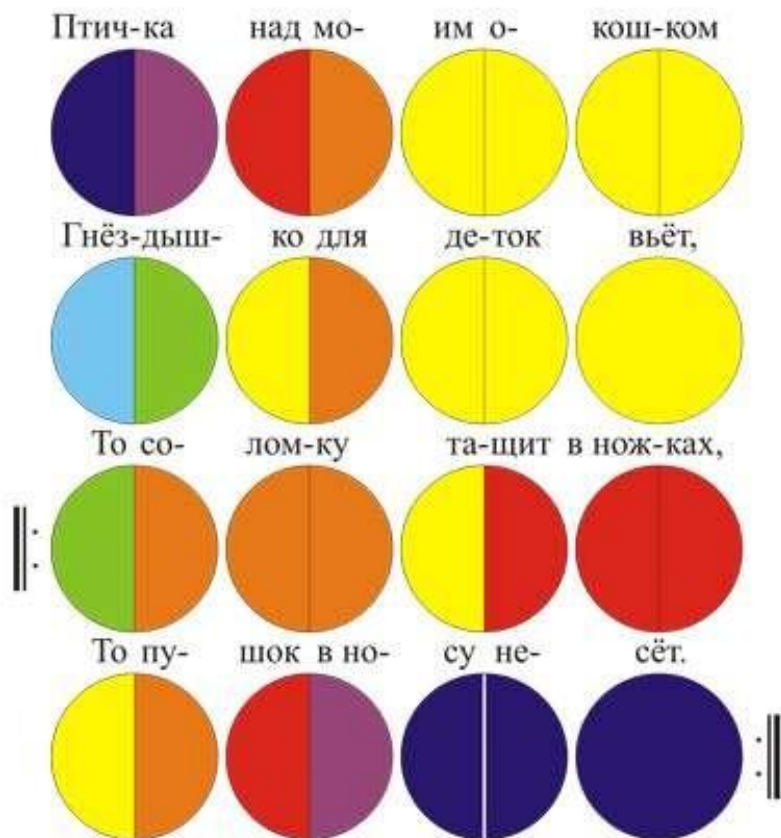 Птич-ка над мо- им о- кош-ком
Гнёз-дыш- ко для де-ток вьёт,
То со- лом-ку та-щит в нож-ках,
То пу- шок в но- су не- сёт.